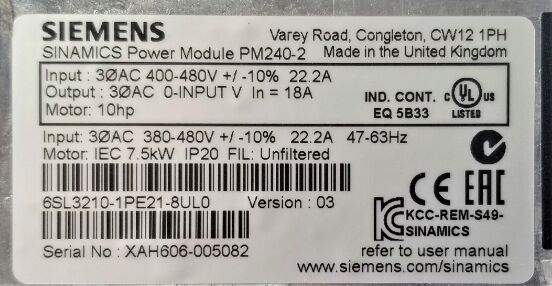 SIEMENS
Varey Road, Congleton, CW12 1PH
SINAMICS Power Module PM240-2 Made in the United Kingdom
Input : 3ØAC 400-480V +/- 10% 22.2A
Output : 3ØAC 0-INPUT V In = 18A
Motor: 10hp
IND. CONT.
EQ 5B33
C UL US
LISTED
Input: 3ØAC 380-480V +/- 10% 22.2A 47-63Hz
Motor: IEC 7.5kW IP20 FIL: Unfiltered
6SL3210-1PE21-8UL0 Version : 03
CE EAC
KC
KCC-REM-S49-
SINAMICS
Serial No : XAH606-005082
refer to user manual
www.siemens.com/sinamics